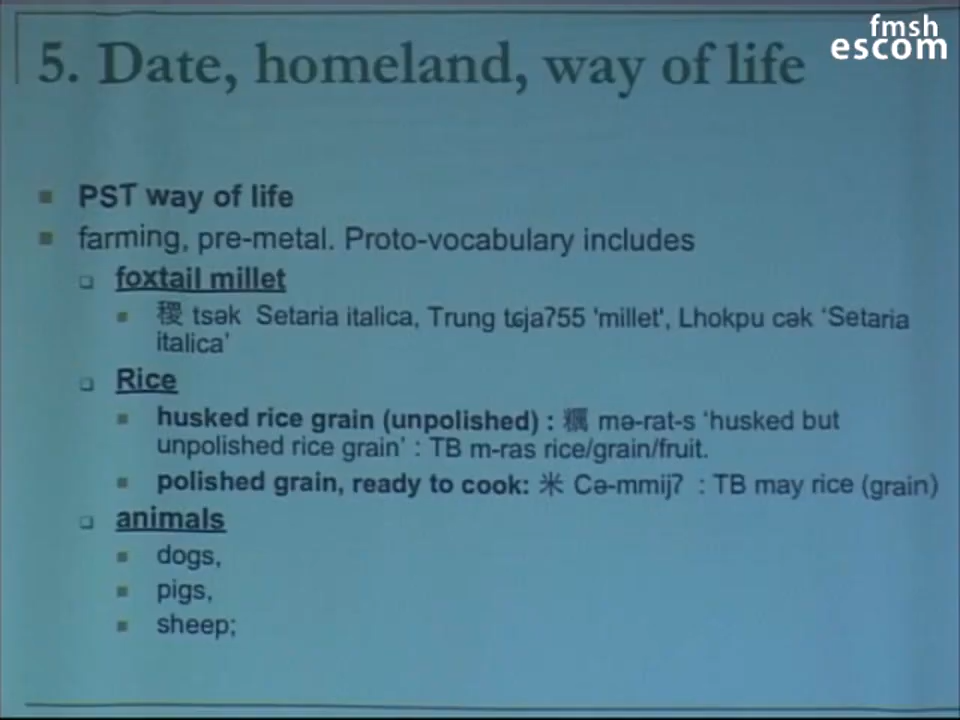 fmsh
escom
5. Date, homeland, way of life
PST way of life
farming, pre-metal. Proto-vocabulary includes
foxtail millet
稷 tsək Setaria italica, Trung tɕjaʔ55 'millet', Lhokpu cək ‘Setaria
italica’
Rice
husked rice grain (unpolished) : 糲 mə-rat-s ‘husked but
unpolished rice grain’ : TB m-ras rice/grain/fruit.
polished grain, ready to cook: 米 Cə-mmijʔ : TB may rice (grain)
animals
dogs,
pigs,
sheep;